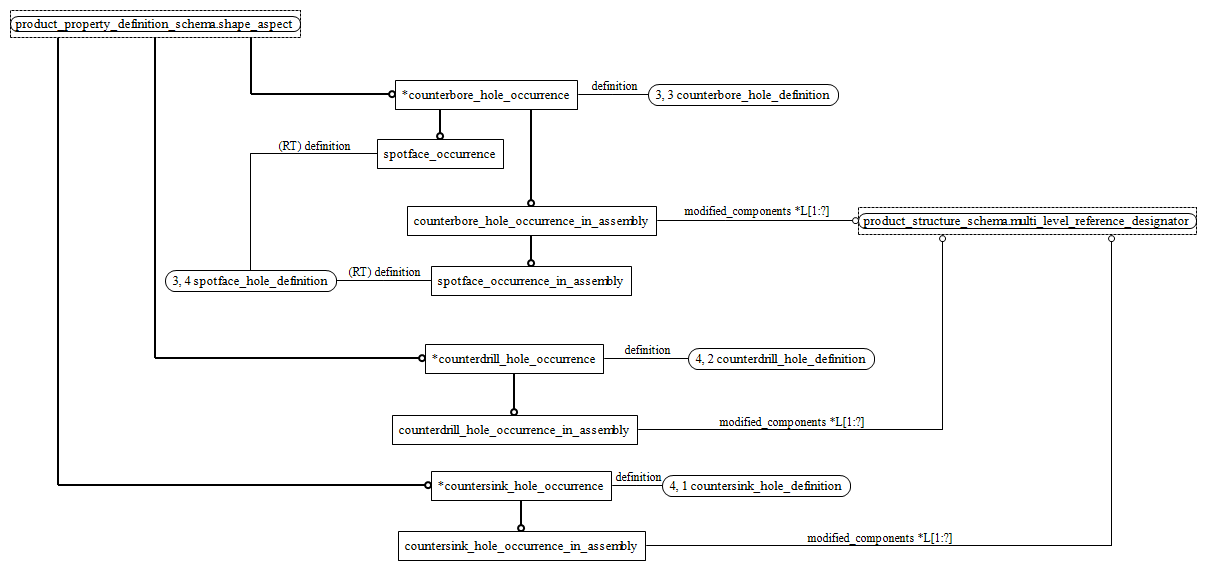 product_property_definition_schema.shape_aspect
*counterbore_hole_occurrence
definition
3, 3 counterbore_hole_definition
(RT) definition
spotface_occurrence
counterbore_hole_occurrence_in_assembly
modified_components *L[1:?]
product_structure_schema.multi_level_reference_designator
3, 4 spotface_hole_definition
(RT) definition
spotface_occurrence_in_assembly
*counterdrill_hole_occurrence
definition
4, 2 counterdrill_hole_definition
counterdrill_hole_occurrence_in_assembly
modified_components *L[1:?]
*countersink_hole_occurrence
definition
4, 1 countersink_hole_definition
countersink_hole_occurrence_in_assembly
modified_components *L[1:?]